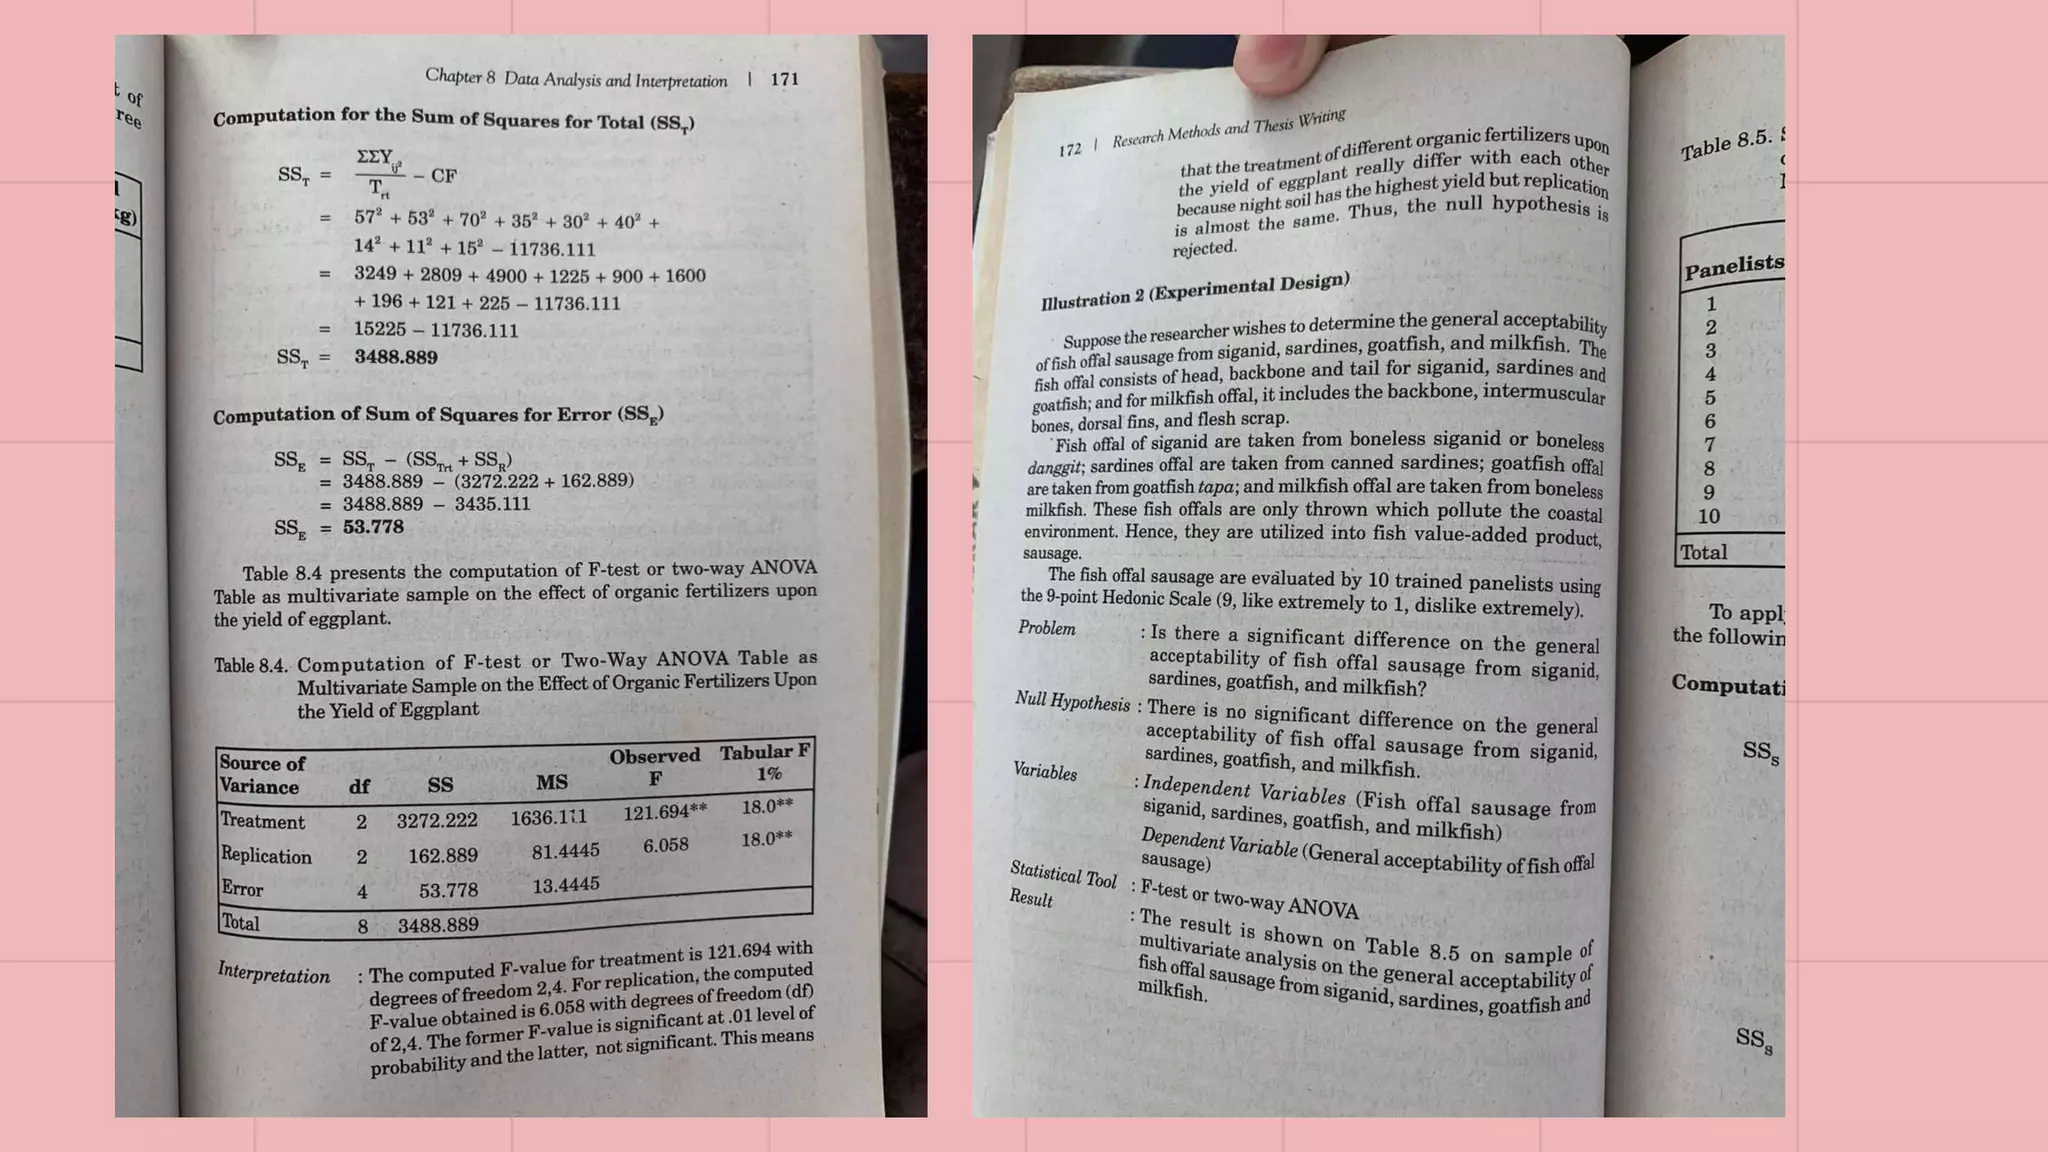 t of
ree
l
kg)
Chapter 8 Data Analysis and Interpretation | 171
Computation for the Sum of Squares for Total (SS_T)
SS_T = ΣΣY_ij² / T_rt – CF
= 57² + 53² + 70² + 35² + 30² + 40² +
14² + 11² + 15² – 11736.111
= 3249 + 2809 + 4900 + 1225 + 900 + 1600
+ 196 + 121 + 225 – 11736.111
= 15225 – 11736.111
SS_T = 3488.889
Computation of Sum of Squares for Error (SS_E)
SS_E = SS_T – (SS_Trt + SS_R)
= 3488.889 – (3272.222 + 162.889)
= 3488.889 – 3435.111
SS_E = 53.778
Table 8.4 presents the computation of F-test or two-way ANOVA
Table as multivariate sample on the effect of organic fertilizers upon
the yield of eggplant.
Table 8.4. Computation of F-test or Two-Way ANOVA Table as
Multivariate Sample on the Effect of Organic Fertilizers Upon
the Yield of Eggplant
Source of Variance df SS MS Observed F Tabular F 1%
Treatment 2 3272.222 1636.111 121.694** 18.0**
Replication 2 162.889 81.4445 6.058 18.0**
Error 4 53.778 13.4445
Total 8 3488.889
Interpretation : The computed F-value for treatment is 121.694 with
degrees of freedom 2,4. For replication, the computed
F-value obtained is 6.058 with degrees of freedom (df)
of 2,4. The former F-value is significant at .01 level of
probability and the latter, not significant. This means
172 | Research Methods and Thesis Writing
that the treatment of different organic fertilizers upon
the yield of eggplant really differ with each other
because night soil has the highest yield but replication
is almost the same. Thus, the null hypothesis is
rejected.
Illustration 2 (Experimental Design)
Suppose the researcher wishes to determine the general acceptability
of fish offal sausage from siganid, sardines, goatfish, and milkfish. The
fish offal consists of head, backbone and tail for siganid, sardines and
goatfish; and for milkfish offal, it includes the backbone, intermuscular
bones, dorsal fins, and flesh scrap.
Fish offal of siganid are taken from boneless siganid or boneless
danggit; sardines offal are taken from canned sardines; goatfish offal
are taken from goatfish tapa; and milkfish offal are taken from boneless
milkfish. These fish offals are only thrown which pollute the coastal
environment. Hence, they are utilized into fish value-added product,
sausage.
The fish offal sausage are evaluated by 10 trained panelists using
the 9-point Hedonic Scale (9, like extremely to 1, dislike extremely).
Problem : Is there a significant difference on the general
acceptability of fish offal sausage from siganid,
sardines, goatfish, and milkfish?
Null Hypothesis : There is no significant difference on the general
acceptability of fish offal sausage from siganid,
sardines, goatfish, and milkfish.
Variables : Independent Variables (Fish offal sausage from
siganid, sardines, goatfish, and milkfish)
Dependent Variable (General acceptability of fish offal
sausage)
Statistical Tool : F-test or two-way ANOVA
Result : The result is shown on Table 8.5 on sample of
multivariate analysis on the general acceptability of
fish offal sausage from siganid, sardines, goatfish and
milkfish.
Table 8.5.
Panelists
1
2
3
4
5
6
7
8
9
10
Total
To appl
the followin
Computati
SS_s
SS_s